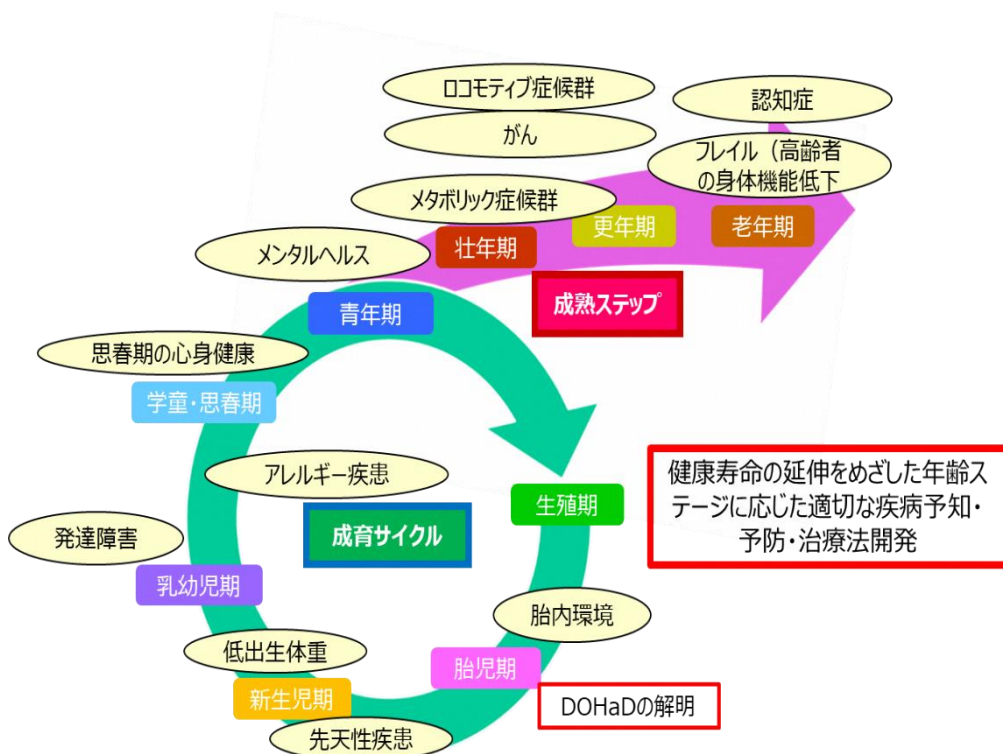 ロコモティブ症候群
がん
認知症
フレイル（高齢者
の身体機能低下
メタボリック症候群
壮年期
更年期
老年期
メンタルヘルス
成熟ステップ
青年期
思春期の心身健康
学童・思春期
アレルギー疾患
生殖期
健康寿命の延伸をめざした年齢ス
テージに応じた適切な疾病予知・
予防・治療法開発
発達障害
成育サイクル
乳幼児期
胎内環境
低出生体重
胎児期
新生児期
DOHaDの解明
先天性疾患